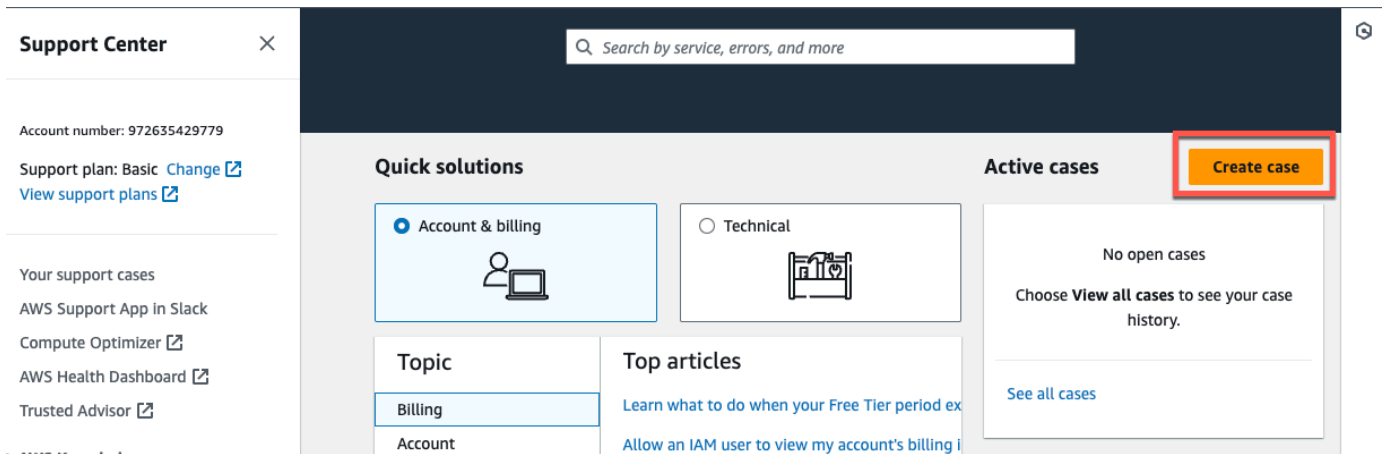 Support Center
Search by service, errors, and more
Account number: 972635429779
Support plan: Basic Change
View support plans
Your support cases
AWS Support App in Slack
Compute Optimizer
AWS Health Dashboard
Trusted Advisor
Quick solutions
Account & billing
Technical
Topic
Billing
Account
Top articles
Learn what to do when your Free Tier period ex
Allow an IAM user to view my account's billing i
Active cases
Create case
No open cases
Choose View all cases to see your case
history.
See all cases